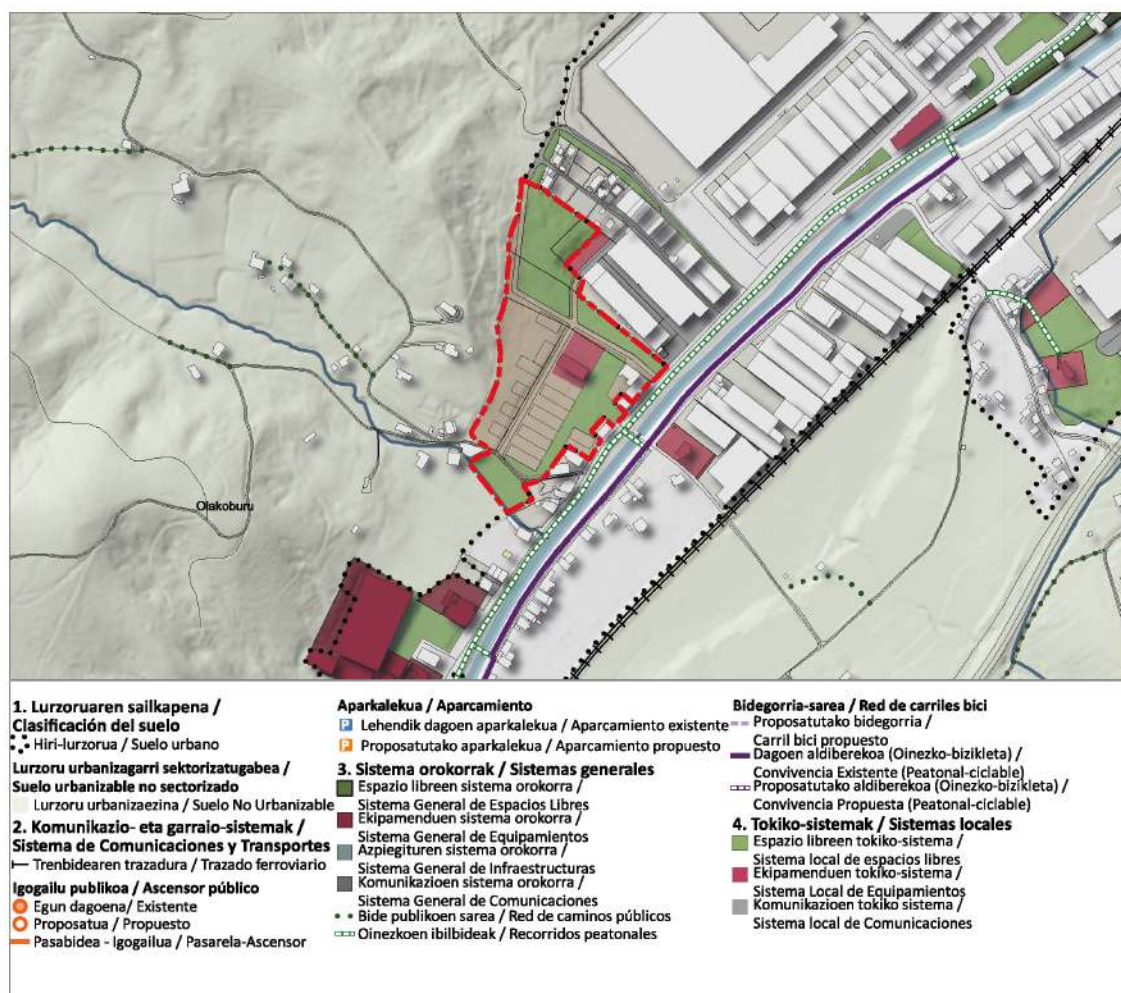 Olakoburu
1. Lurzoruaren sailkapena /
Clasificación del suelo
Hiri-lurzorua / Suelo urbano
Lurzoru urbanizagarri sektorizatugabea /
Suelo urbanizable no sectorizado
Lurzoru urbanizaezina / Suelo No Urbanizable
2. Komunikazio- eta garraio-sistemak /
Sistema de Comunicaciones y Transportes
Trenbidearen trazadura / Trazado ferroviario
Igogailu publikoa / Ascensor público
Egun dagoena/ Existente
Proposatua / Propuesto
Pasabidea - Igogailua / Pasarela-Ascensor
Aparkalekua / Aparcamiento
P Lehendik dagoen aparkalekua / Aparcamiento existente
P Proposatutako aparkalekua / Aparcamiento propuesto
3. Sistema orokorrak / Sistemas generales
Espazio libreen sistema orokorra /
Sistema General de Espacios Libres
Ekipamenduen sistema orokorra /
Sistema General de Equipamientos
Azpiegituren sistema orokorra /
Sistema General de Infraestructuras
Komunikazioen sistema orokorra /
Sistema General de Comunicaciones
Bide publikoen sarea / Red de caminos públicos
Oinezkoen ibilbideak / Recorridos peatonales
Bidegorria-sarea / Red de carriles bici
Proposatutako bidegorria /
Carril bici propuesto
Dagoen aldiberekoa (Oinezko-bizikleta) /
Convivencia Existente (Peatonal-ciclable)
Proposatutako aldiberekoa (Oinezko-bizikleta) /
Convivencia Propuesta (Peatonal-ciclable)
4. Tokiko-sistemak / Sistemas locales
Espazio libreen tokiko-sistema /
Sistema local de espacios libres
Ekipamenduen tokiko-sistema /
Sistema Local de Equipamientos
Komunikazioen tokiko sistema /
Sistema local de Comunicaciones